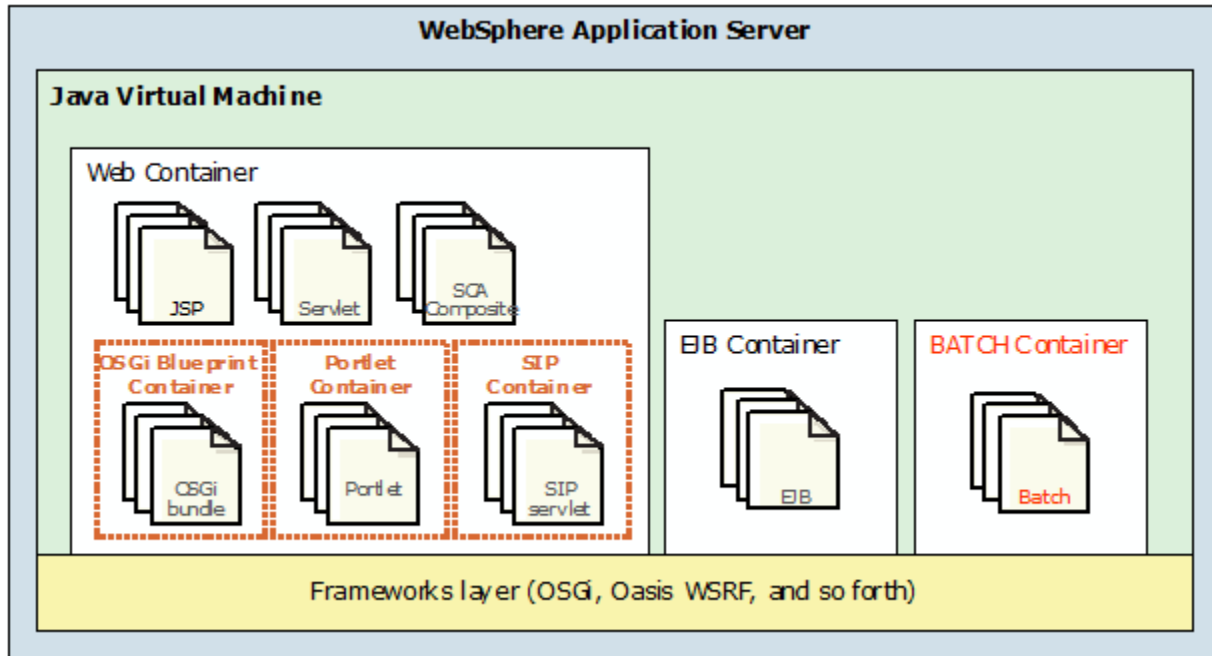 WebSphere Application Server
Java Virtual Machine
Web Container
JSP
Servlet
SCA
Composite
OSGi Blueprint
Container
Portlet
Container
SIP
Container
OSGi
bundle
Portlet
SIP
servlet
EJB Container
EJB
BATCH Container
Batch
Frameworks layer (OSGi, Oasis WSRF, and so forth)